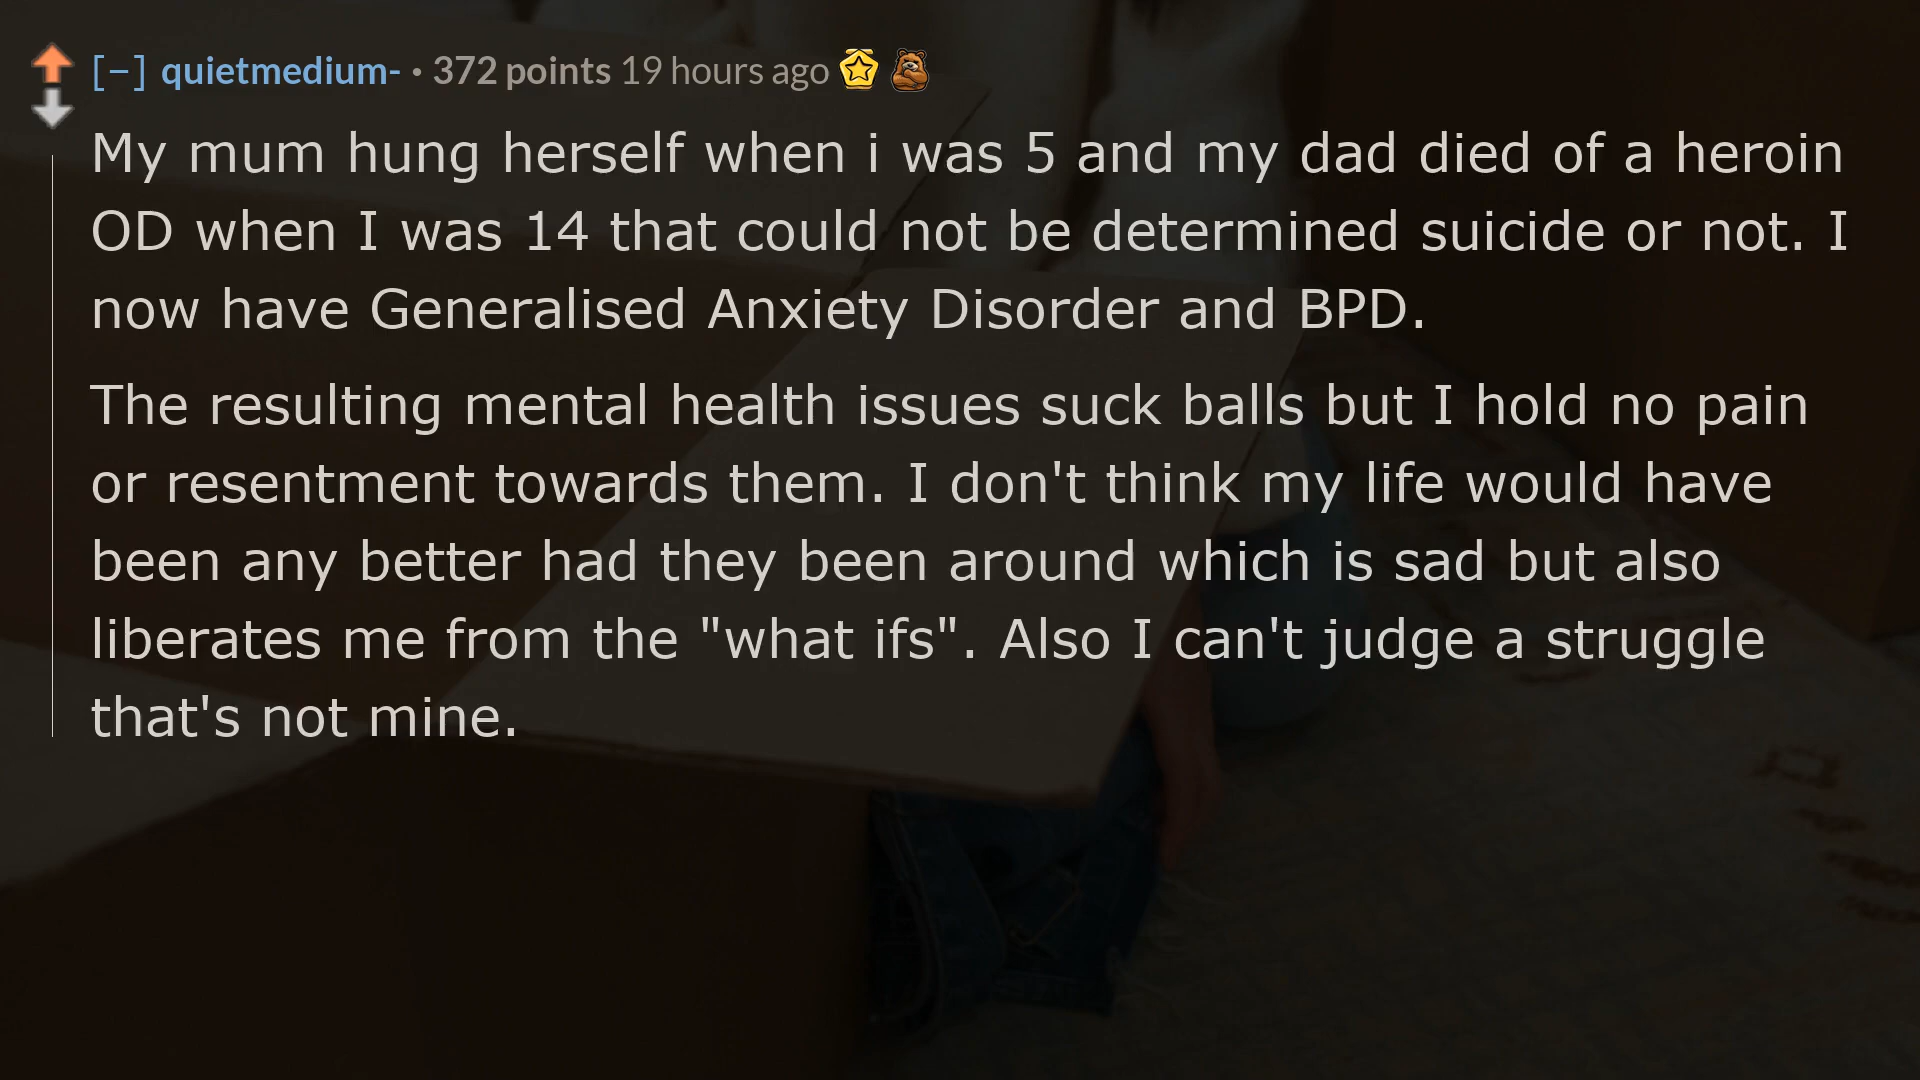 [−] quietmedium- · 372 points 19 hours ago
My mum hung herself when i was 5 and my dad died of a heroin
OD when I was 14 that could not be determined suicide or not. I
now have Generalised Anxiety Disorder and BPD.
The resulting mental health issues suck balls but I hold no pain
or resentment towards them. I don't think my life would have
been any better had they been around which is sad but also
liberates me from the "what ifs". Also I can't judge a struggle
that's not mine.